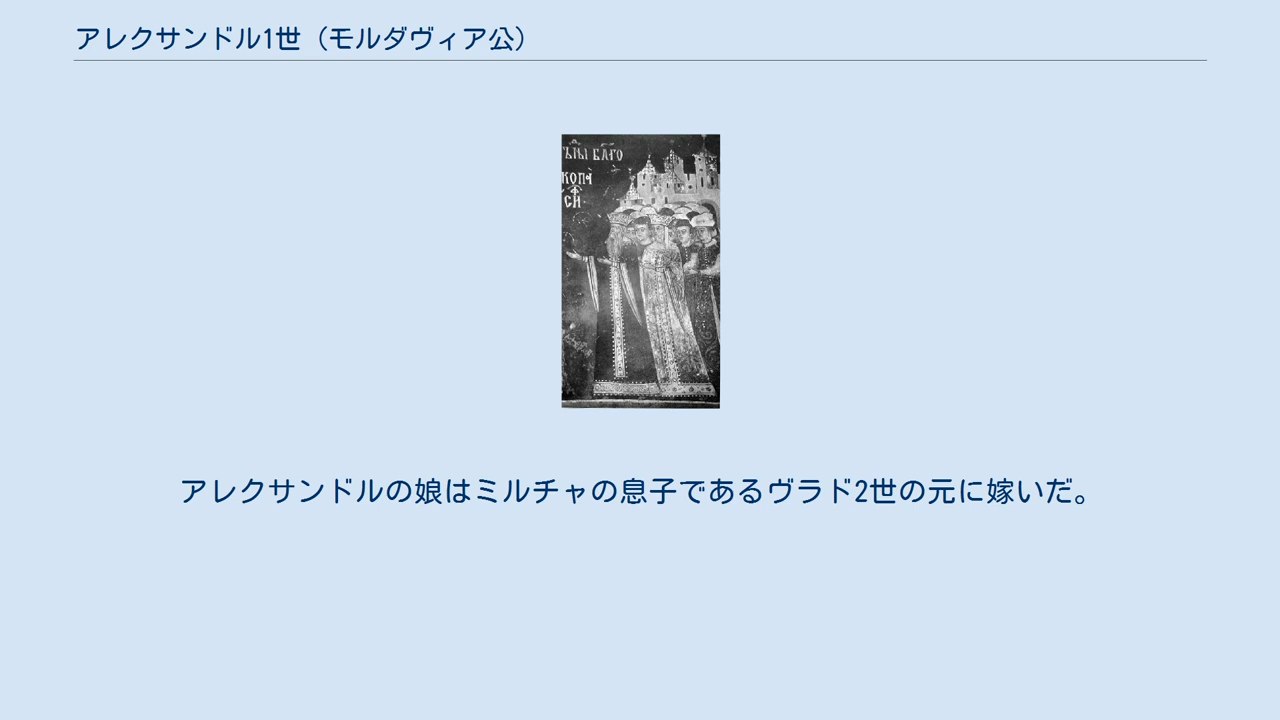 アレクサンドル1世（モルダヴィア公）
КОПЧ
СИ
アレクサンドルの娘はミルチャの息子であるヴラド2世の元に嫁いだ。